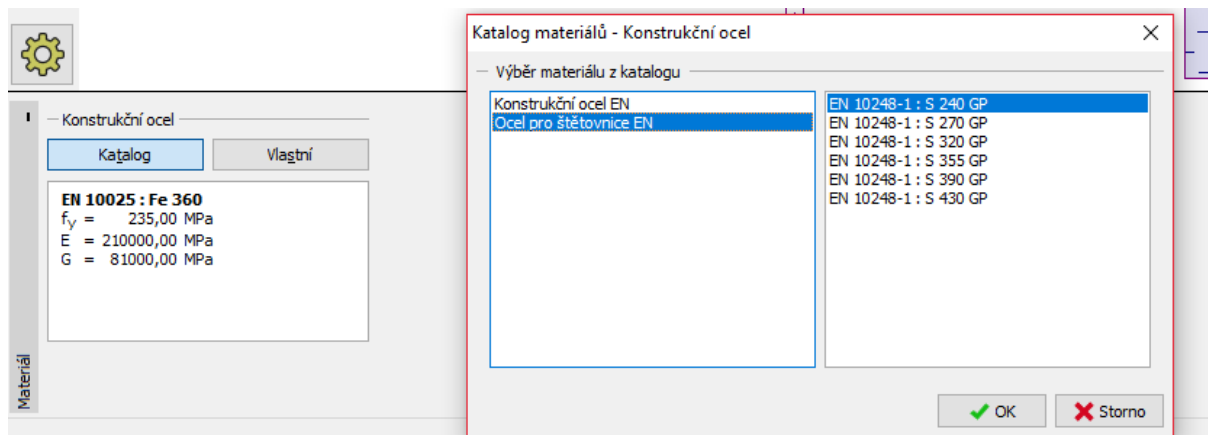 Konstrukční ocel
Katalog
Vlastní
EN 10025 : Fe 360
fy = 235,00 MPa
E = 210000,00 MPa
G = 81000,00 MPa
Materiál
Katalog materiálů - Konstrukční ocel
Výběr materiálu z katalogu
Konstrukční ocel EN
Ocel pro štětovnice EN
EN 10248-1 : S 240 GP
EN 10248-1 : S 270 GP
EN 10248-1 : S 320 GP
EN 10248-1 : S 355 GP
EN 10248-1 : S 390 GP
EN 10248-1 : S 430 GP
OK
Storno